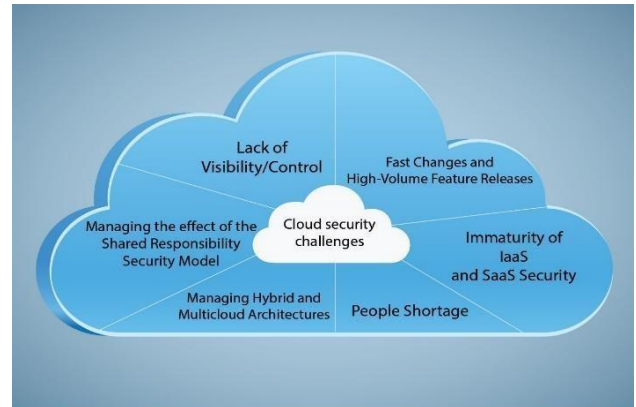 Lack of
Visibility/Control
Fast Changes and
High-Volume Feature Releases
Managing the effect of the
Shared Responsibility
Security Model
Cloud security
challenges
Immaturity of
IaaS
and SaaS Security
Managing Hybrid and
Multicloud Architectures
People Shortage